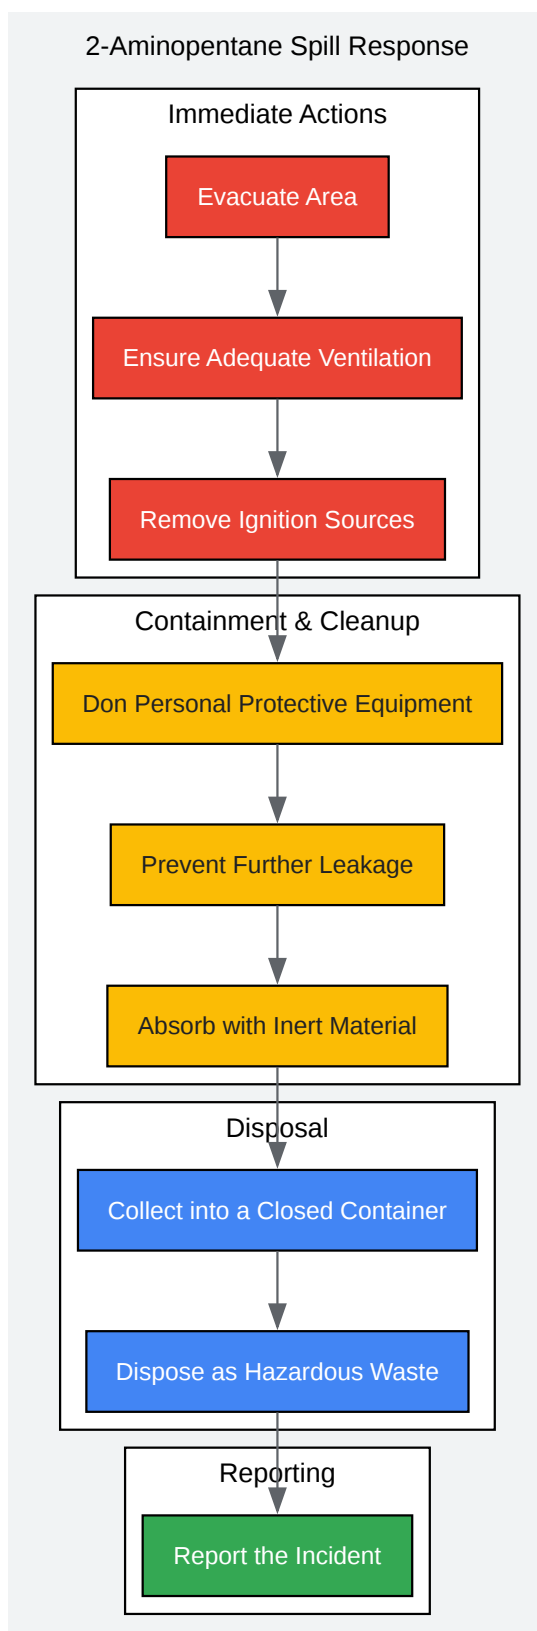 2-Aminopentane Spill Response
Immediate Actions
Evacuate Area
Ensure Adequate Ventilation
Remove Ignition Sources
Containment & Cleanup
Don Personal Protective Equipment
Prevent Further Leakage
Absorb with Inert Material
Disposal
Collect into a Closed Container
Dispose as Hazardous Waste
Reporting
Report the Incident